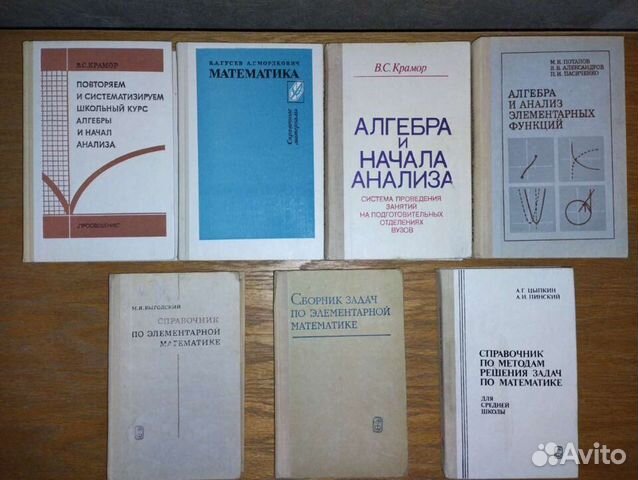 В.С. КРАМОР
ПОВТОРЯЕМ
И СИСТЕМАТИЗИРУЕМ
ШКОЛЬНЫЙ КУРС
АЛГЕБРЫ
И НАЧАЛ
АНАЛИЗА
"ПРОСВЕЩЕНИЕ"
В.А.ГУСЕВ А.Г.МОРДКОВИЧ
МАТЕМАТИКА
Справочные
материалы
В.С. Крамор
АЛГЕБРА
И
НАЧАЛА
АНАЛИЗА
СИСТЕМА ПРОВЕДЕНИЯ
ЗАНЯТИЙ
НА ПОДГОТОВИТЕЛЬНЫХ
ОТДЕЛЕНИЯХ
ВУЗОВ
М.К. ПОТАПОВ
В.В. АЛЕКСАНДРОВ
П.И. ПАСИЧЕНКО
АЛГЕБРА
И АНАЛИЗ
ЭЛЕМЕНТАРНЫХ
ФУНКЦИЙ
М.Я. ВЫГОДСКИЙ
СПРАВОЧНИК
ПО ЭЛЕМЕНТАРНОЙ
МАТЕМАТИКЕ
СБОРНИК ЗАДАЧ
ПО ЭЛЕМЕНТАРНОЙ
МАТЕМАТИКЕ
А.Г. ЦЫПКИН
А.И. ПИНСКИЙ
СПРАВОЧНИК
ПО МЕТОДАМ
РЕШЕНИЯ ЗАДАЧ
ПО МАТЕМАТИКЕ
ДЛЯ
СРЕДНЕЙ
ШКОЛЫ
Avito